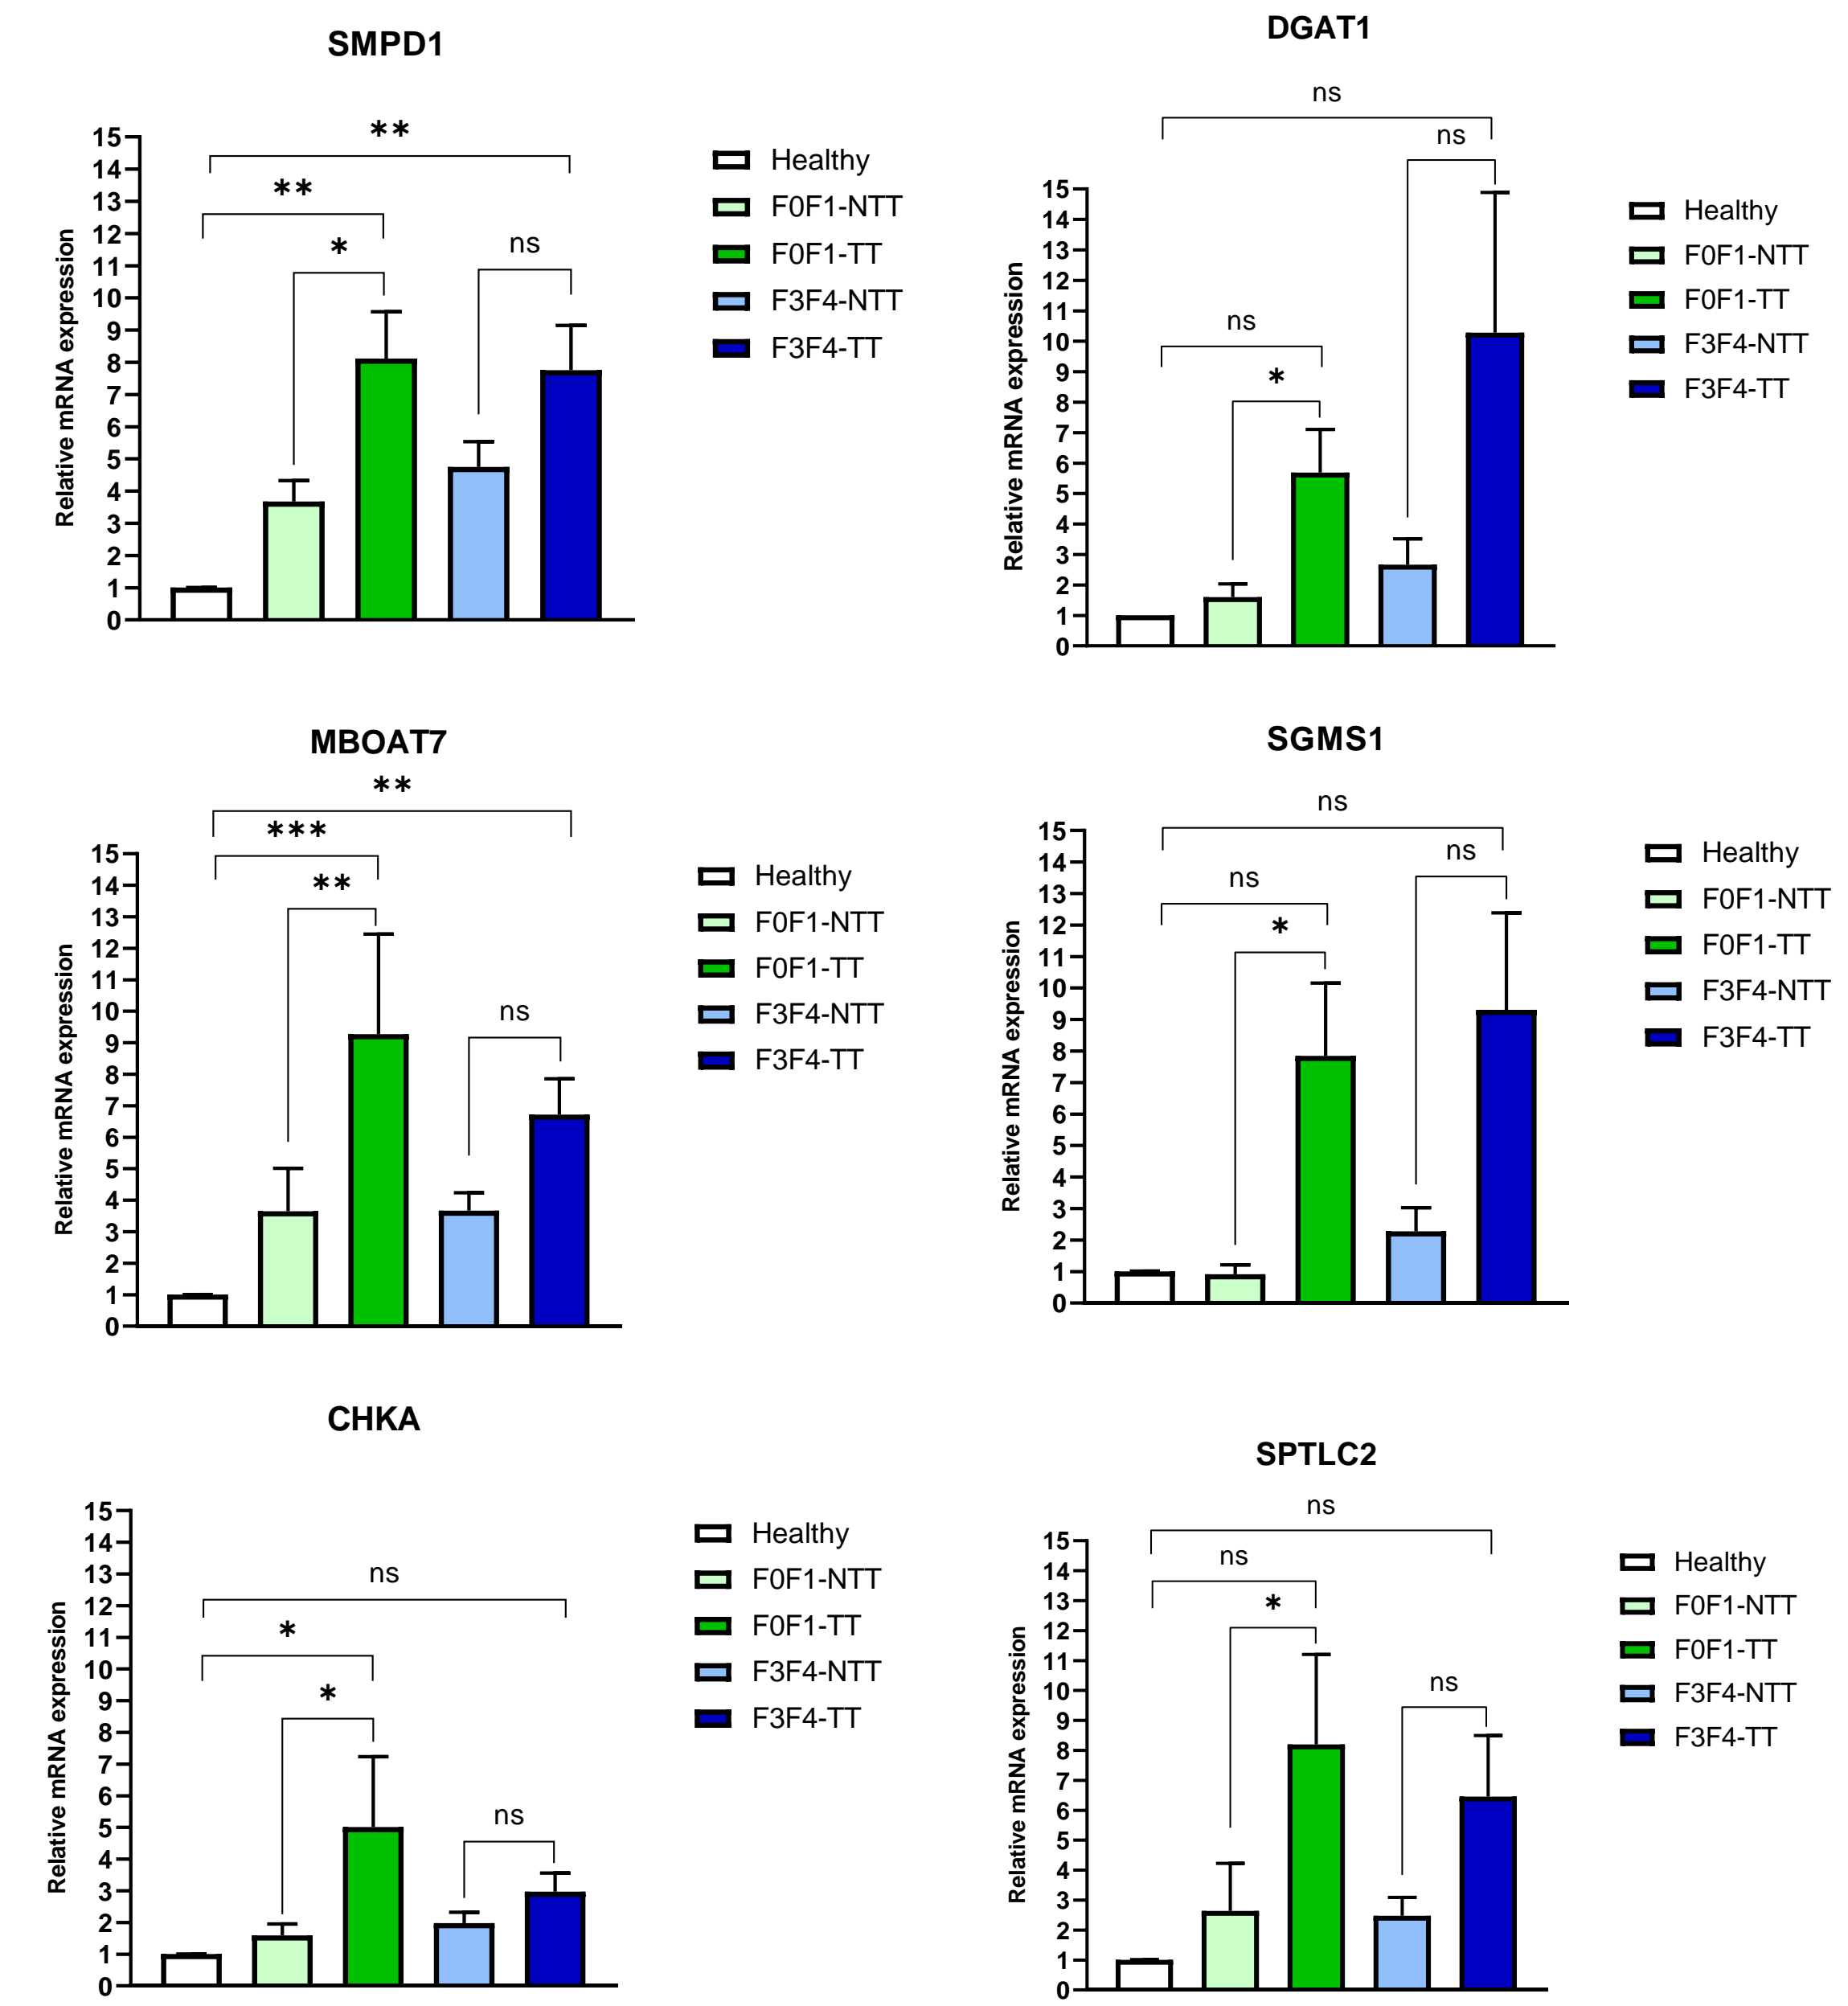 SMPD1
**
**
*
ns
15
14
13
12
11
10
9
8
7
6
5
4
3
2
1
0
Relative mRNA expression
Healthy
F0F1-NTT
F0F1-TT
F3F4-NTT
F3F4-TT
DGAT1
ns
ns
ns
*
15
14
13
12
11
10
9
8
7
6
5
4
3
2
1
0
Relative mRNA expression
Healthy
F0F1-NTT
F0F1-TT
F3F4-NTT
F3F4-TT
MBOAT7
**
***
**
ns
15
14
13
12
11
10
9
8
7
6
5
4
3
2
1
0
Relative mRNA expression
Healthy
F0F1-NTT
F0F1-TT
F3F4-NTT
F3F4-TT
SGMS1
ns
ns
ns
*
15
14
13
12
11
10
9
8
7
6
5
4
3
2
1
0
Relative mRNA expression
Healthy
F0F1-NTT
F0F1-TT
F3F4-NTT
F3F4-TT
CHKA
ns
*
*
ns
15
14
13
12
11
10
9
8
7
6
5
4
3
2
1
0
Relative mRNA expression
Healthy
F0F1-NTT
F0F1-TT
F3F4-NTT
F3F4-TT
SPTLC2
ns
ns
*
ns
15
14
13
12
11
10
9
8
7
6
5
4
3
2
1
0
Relative mRNA expression
Healthy
F0F1-NTT
F0F1-TT
F3F4-NTT
F3F4-TT